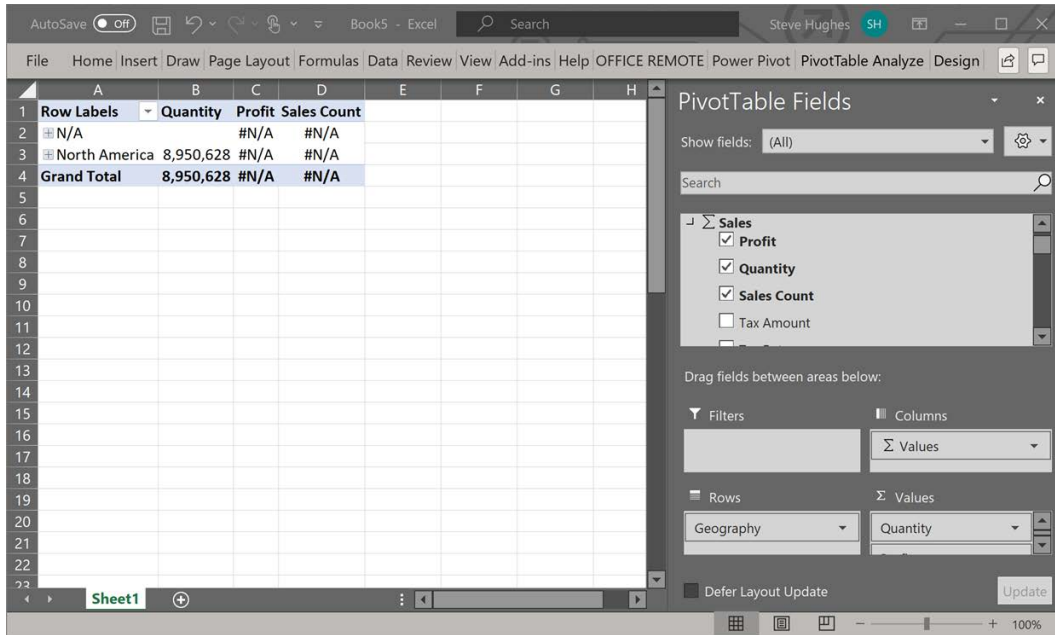 AutoSave Off Book5 - Excel Search Steve Hughes SH
File Home Insert Draw Page Layout Formulas Data Review View Add-ins Help OFFICE REMOTE Power Pivot PivotTable Analyze Design
A B C D E F G H
1 Row Labels Quantity Profit Sales Count
2 N/A #N/A #N/A
3 North America 8,950,628 #N/A #N/A
4 Grand Total 8,950,628 #N/A #N/A
5
6
7
8
9
10
11
12
13
14
15
16
17
18
19
20
21
22
23
Sheet1
PivotTable Fields
Show fields: (All)
Search
Σ Sales
Profit
Quantity
Sales Count
Tax Amount
Drag fields between areas below:
Filters Columns
Σ Values
Rows Σ Values
Geography Quantity
Defer Layout Update Update
100%